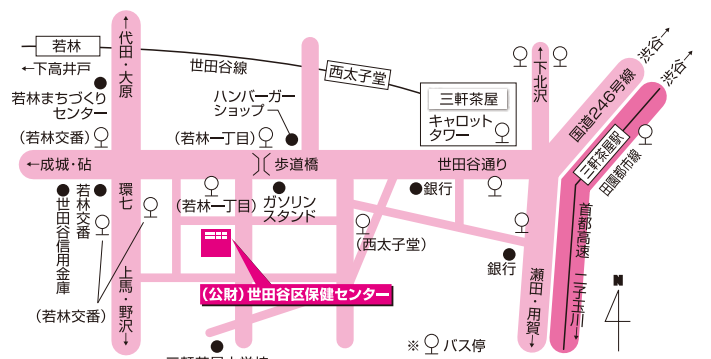 ↑代田・大原
若林
←下高井戸
世田谷線
西太子堂
若林まちづくり
センター
(若林交番)
ハンバーガー
ショップ
(若林一丁目)
三軒茶屋
キャロット
タワー
↑下北沢
国道246号線
渋谷→
渋谷→
三軒茶屋駅
田園都市線
←成城・砧
歩道橋
世田谷通り
環七
若林交番
世田谷信用金庫
(若林一丁目)
ガソリン
スタンド
銀行
(西太子堂)
銀行
首都高速
二子玉川↓
瀬田・用賀↓
上馬・野沢↓
(若林交番)
(公財)世田谷区保健センター
※ バス停
N